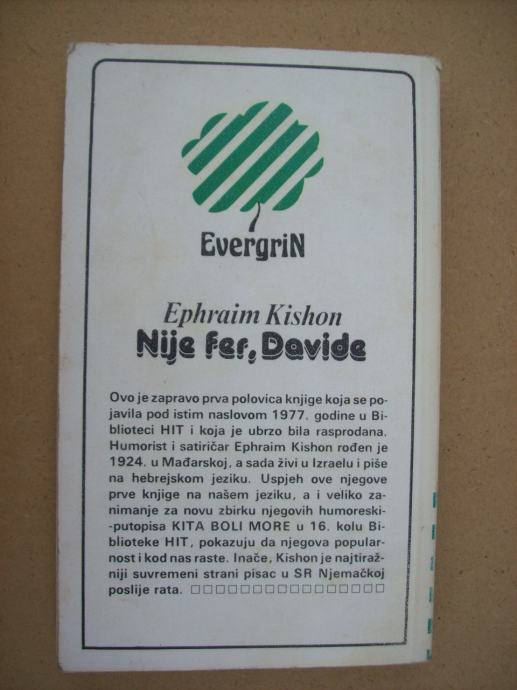 EvergriN
Ephraim Kishon
Nije fer, Davide
Ovo je zapravo prva polovica knjige koja se po-
javila pod istim naslovom 1977. godine u Bi-
blioteci HIT i koja je ubrzo bila rasprodana.
Humorist i satiričar Ephraim Kishon rođen je
1924. u Mađarskoj, a sada živi u Izraelu i piše
na hebrejskom jeziku. Uspjeh ove njegove
prve knjige na našem jeziku, a i veliko za-
nimanje za novu zbirku njegovih humoreski-
-putopisa KITA BOLI MORE u 16. kolu Bi-
blioteke HIT, pokazuju da njegova popular-
nost i kod nas raste. Inače, Kishon je najtiraž-
niji suvremeni strani pisac u SR Njemačkoj
poslije rata. □□□□□□□□□□□□□□□□